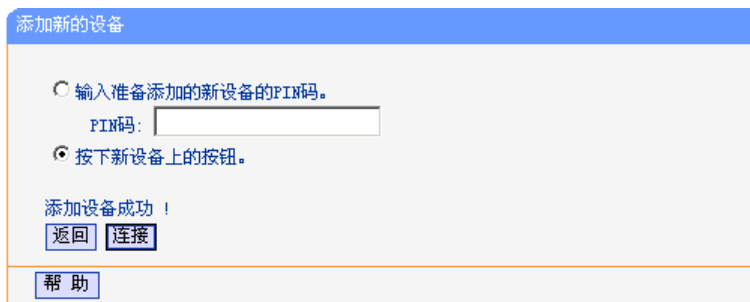 添加新的设备
输入准备添加的新设备的PIN码。
PIN码:
按下新设备上的按钮。
添加设备成功 !
返回 连接
帮 助